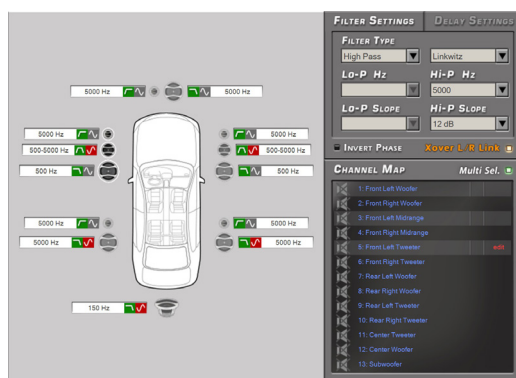 FILTER SETTINGS
DELAY SETTINGS
FILTER TYPE
High Pass
Linkwitz
LO-P HZ
HI-P HZ
5000
LO-P SLOPE
HI-P SLOPE
12 dB
INVERT PHASE
XOVER L R LINK
CHANNEL MAP
MULTI SEL.
1: Front Left Woofer
2: Front Right Woofer
3: Front Left Midrange
4: Front Right Midrange
5: Front Left Tweeter
edit
6: Front Right Tweeter
7: Rear Left Woofer
8: Rear Right Woofer
9: Rear Left Tweeter
10: Rear Right Tweeter
11: Center Tweeter
12: Center Woofer
13: Subwoofer
5000 Hz
5000 Hz
5000 Hz
5000 Hz
500-5000 Hz
500-5000 Hz
500 Hz
500 Hz
5000 Hz
5000 Hz
5000 Hz
5000 Hz
150 Hz